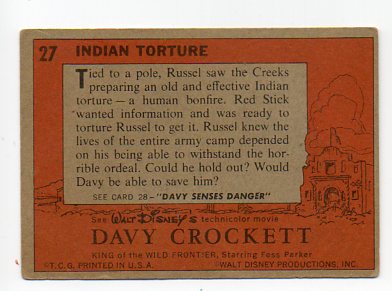 27 INDIAN TORTURE
Tied to a pole, Russel saw the Creeks
preparing an old and effective Indian
torture — a human bonfire. Red Stick
wanted information and was ready to
torture Russel to get it. Russel knew the
lives of the entire army camp depended
on his being able to withstand the hor-
rible ordeal. Could he hold out? Would
Davy be able to save him?
SEE CARD 28—"DAVY SENSES DANGER"
See Walt Disney's technicolor movie
DAVY CROCKETT
KING of the WILD FRONTIER, Starring Fess Parker
©T.C.G. PRINTED IN U.S.A. ©WALT DISNEY PRODUCTIONS, INC.